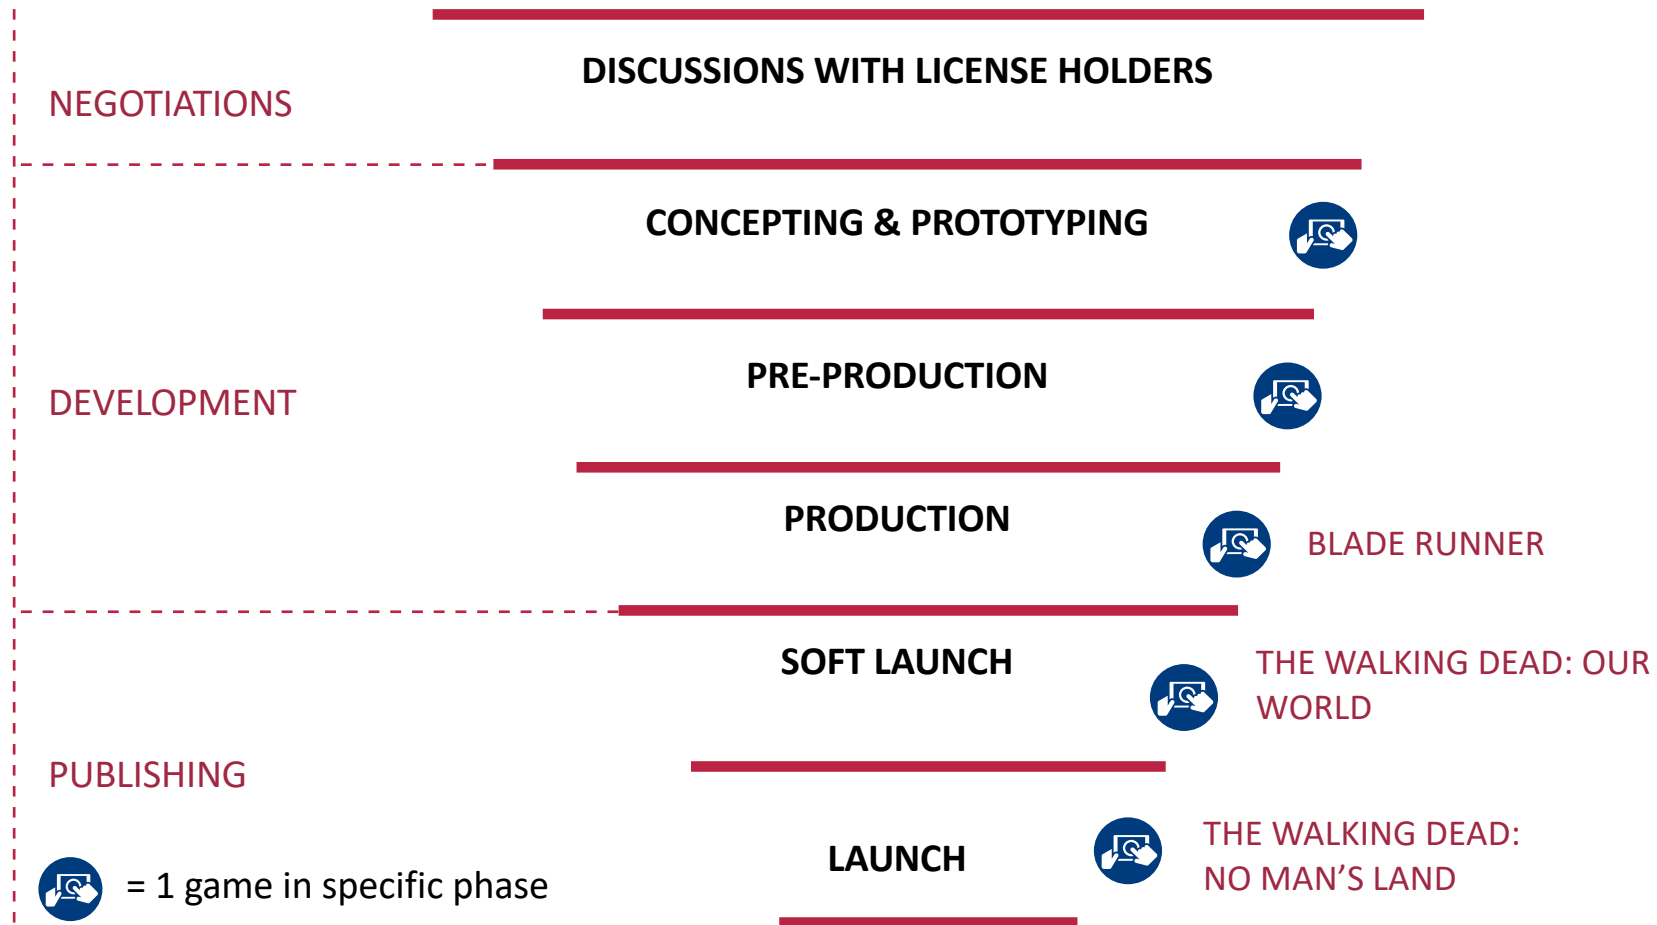 DISCUSSIONS WITH LICENSE HOLDERS
NEGOTIATIONS
CONCEPTING & PROTOTYPING
PRE-PRODUCTION
DEVELOPMENT
PRODUCTION
BLADE RUNNER
SOFT LAUNCH
THE WALKING DEAD: OUR
WORLD
PUBLISHING
LAUNCH
THE WALKING DEAD:
NO MAN’S LAND
= 1 game in specific phase